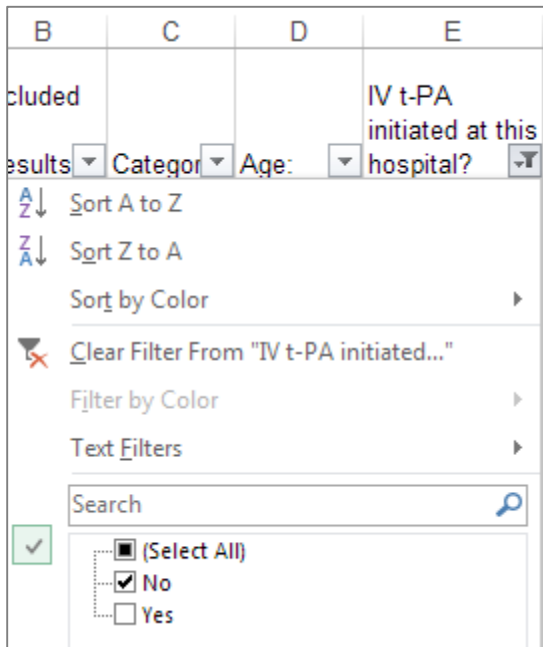 B C D E
cluded IV t-PA
initiated at this
esults Categor Age: hospital?
Sort A to Z
Sort Z to A
Sort by Color
Clear Filter From "IV t-PA initiated..."
Filter by Color
Text Filters
Search
(Select All)
No
Yes